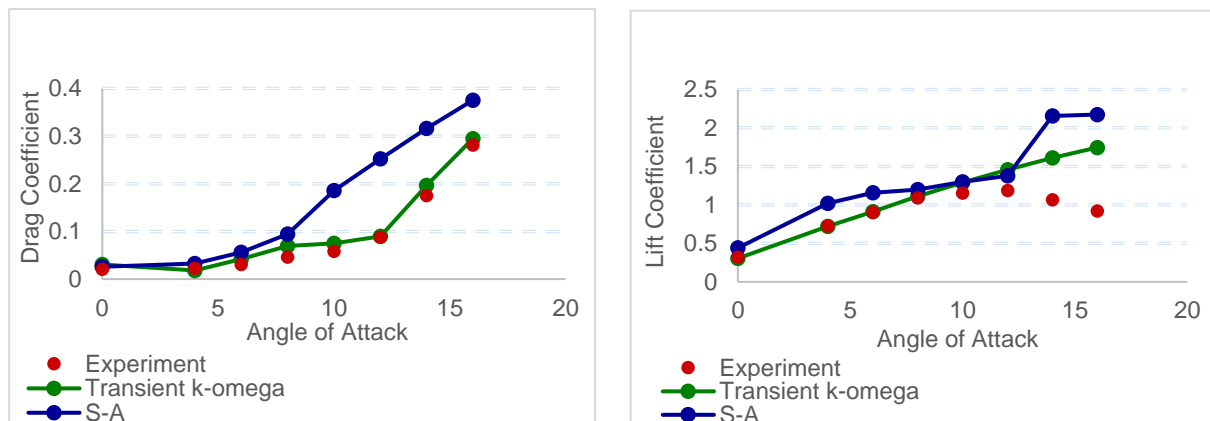 0.4
0.3
0.2
0.1
0
Drag Coefficient
0 5 10 15 20
Angle of Attack
Experiment
Transient k-omega
S-A
2.5
2
1.5
1
0.5
0
Lift Coefficient
0 5 10 15 20
Angle of Attack
Experiment
Transient k-omega
S-A